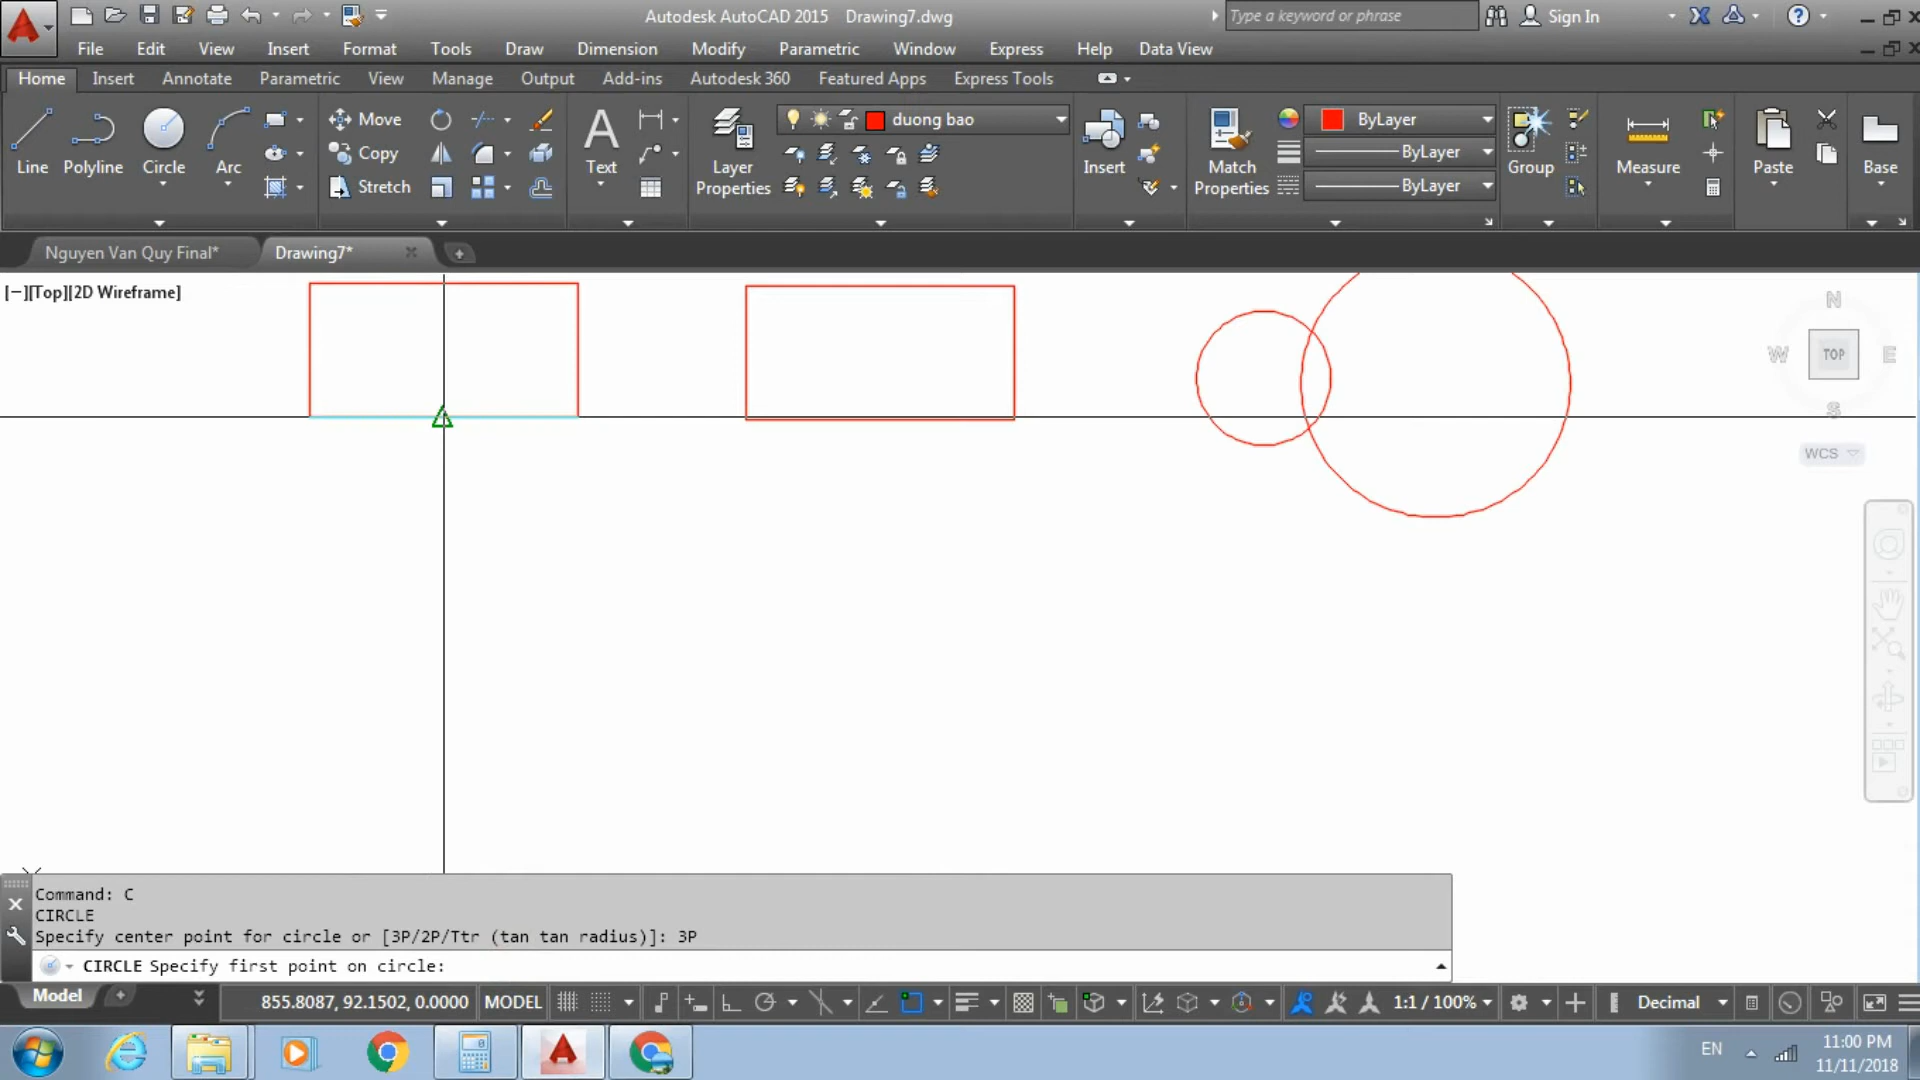 Autodesk AutoCAD 2015 Drawing7.dwg
Type a keyword or phrase
Sign In
File Edit View Insert Format Tools Draw Dimension Modify Parametric Window Express Help Data View
Home Insert Annotate Parametric View Manage Output Add-ins Autodesk 360 Featured Apps Express Tools
Line Polyline Circle Arc
Move
Copy
Stretch
Text
Layer
Properties
duong bao
Insert
Match
Properties
ByLayer
ByLayer
ByLayer
Group
Measure
Paste
Base
Nguyen Van Quy Final* Drawing7*
[−][Top][2D Wireframe]
N
W TOP E
S
WCS
Command: C
CIRCLE
Specify center point for circle or [3P/2P/Ttr (tan tan radius)]: 3P
CIRCLE Specify first point on circle:
Model
855.8087, 92.1502, 0.0000 MODEL
1:1 / 100%
Decimal
EN
11:00 PM
11/11/2018